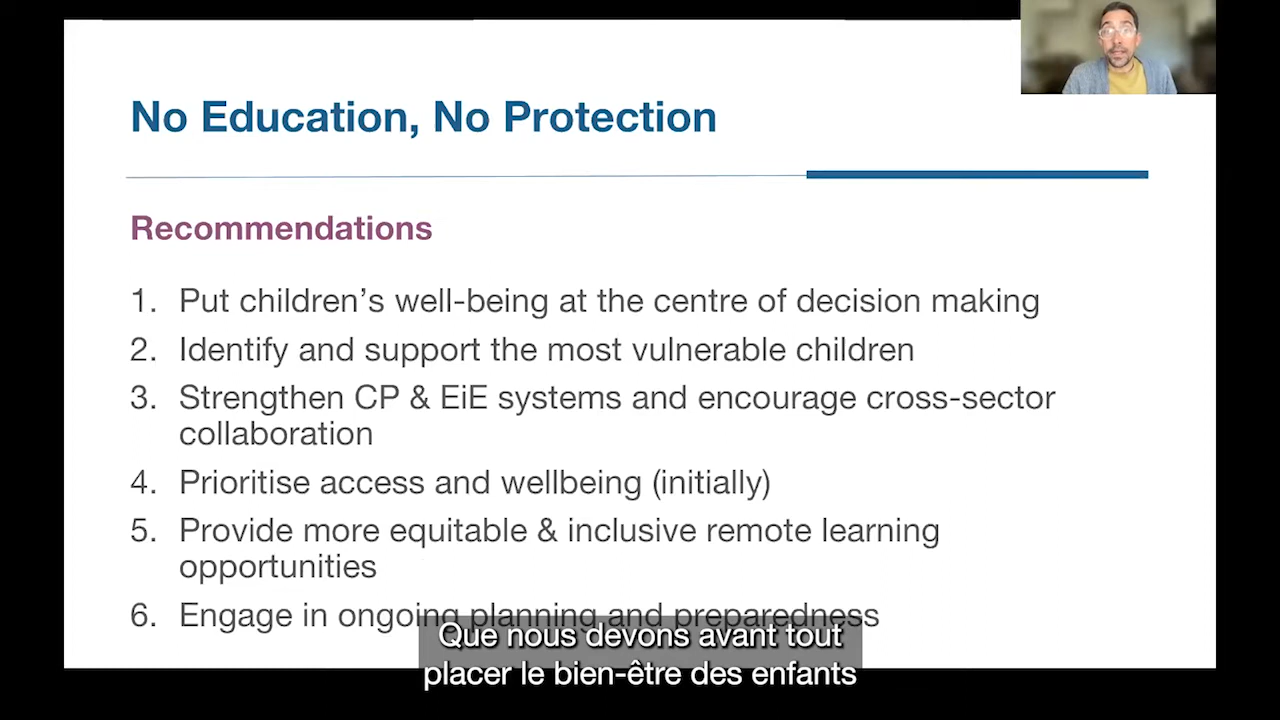 No Education, No Protection
Recommendations
1. Put children’s well-being at the centre of decision making
2. Identify and support the most vulnerable children
3. Strengthen CP & EiE systems and encourage cross-sector
collaboration
4. Prioritise access and wellbeing (initially)
5. Provide more equitable & inclusive remote learning
opportunities
6. Engage in ongoing planning and preparedness
Que nous devons avant tout
placer le bien-être des enfants